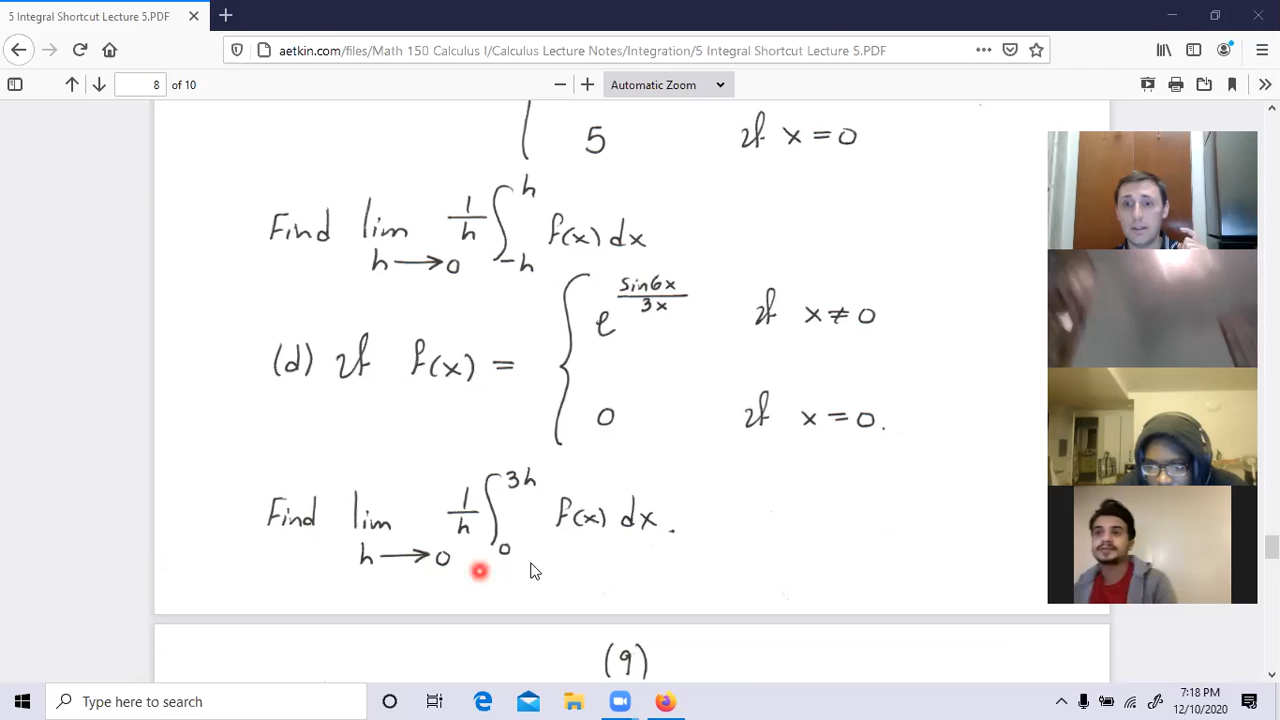 5 Integral Shortcut Lecture 5.PDF
aetkin.com/files/Math 150 Calculus I/Calculus Lecture Notes/Integration/5 Integral Shortcut Lecture 5.PDF
8 of 10
Automatic Zoom
5 if x = 0
Find lim h→0 1/h ∫_{-h}^{h} f(x) dx
(d) if f(x) = { e^{sin6x/3x} if x ≠ 0
0 if x = 0.
Find lim h→0 1/h ∫_{0}^{3h} f(x) dx.
(9)
Type here to search
7:18 PM
12/10/2020